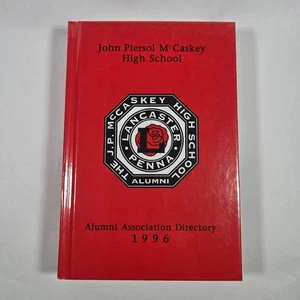 John Piersol McCaskey
High School
THE J.P. MCCASKEY HIGH SCHOOL
LANCASTER
L
PENNA
ALUMNI
Alumni Association Directory
1996